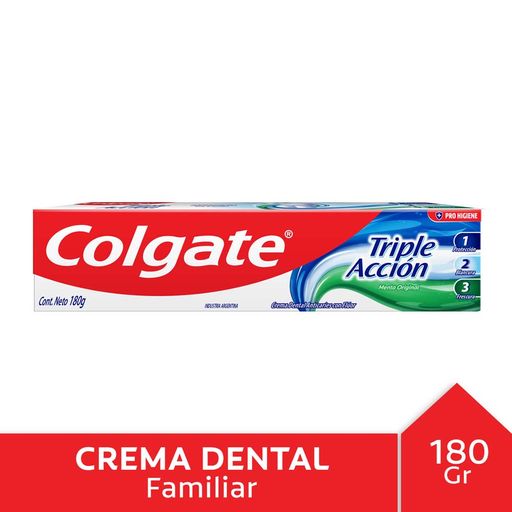 Colgate®
Cont. Neto 180g
INDUSTRIA ARGENTINA
PRO HIGIENE
Triple
Acción
Menta Original
Crema Dental Anticaries con Flúor
1
Protección
2
Blancura
3
Frescura
CREMA DENTAL
Familiar
180
Gr